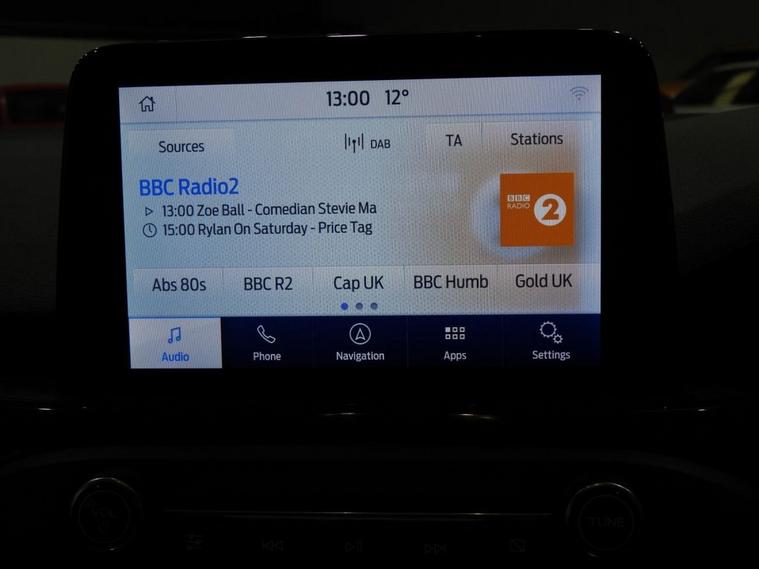 13:00 12°
Sources
DAB
TA
Stations
BBC Radio2
13:00 Zoe Ball - Comedian Stevie Ma
15:00 Rylan On Saturday - Price Tag
BBC
RADIO
2
Abs 80s
BBC R2
Cap UK
BBC Humb
Gold UK
Audio
Phone
Navigation
Apps
Settings
VOL
TUNE